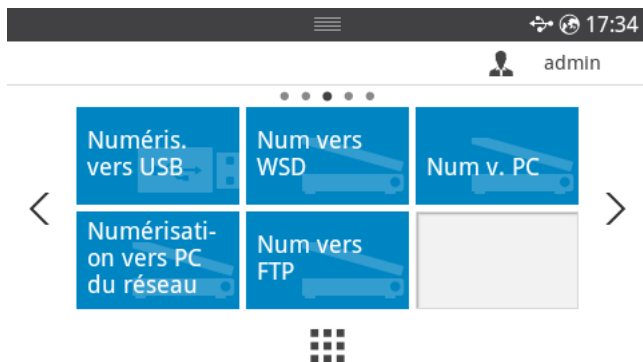 17:34
admin
Numéris.
vers USB
Num vers
WSD
Num v. PC
Numérisati-
on vers PC
du réseau
Num vers
FTP